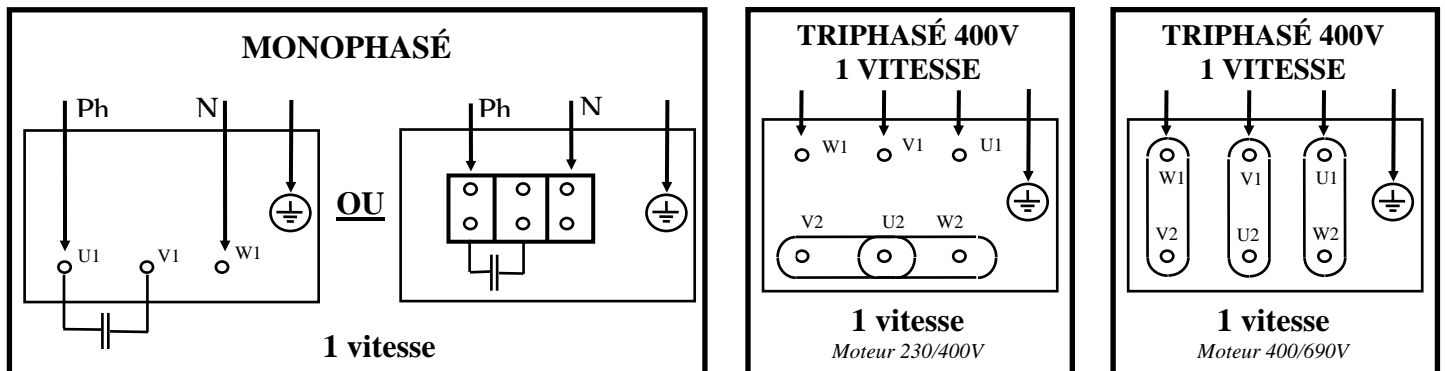 MONOPHASÉ
Ph N
U1 V1 W1
OU
Ph N
1 vitesse
TRIPHASÉ 400V
1 VITESSE
W1 V1 U1
V2 U2 W2
1 vitesse
Moteur 230/400V
TRIPHASÉ 400V
1 VITESSE
W1 V1 U1
V2 U2 W2
1 vitesse
Moteur 400/690V